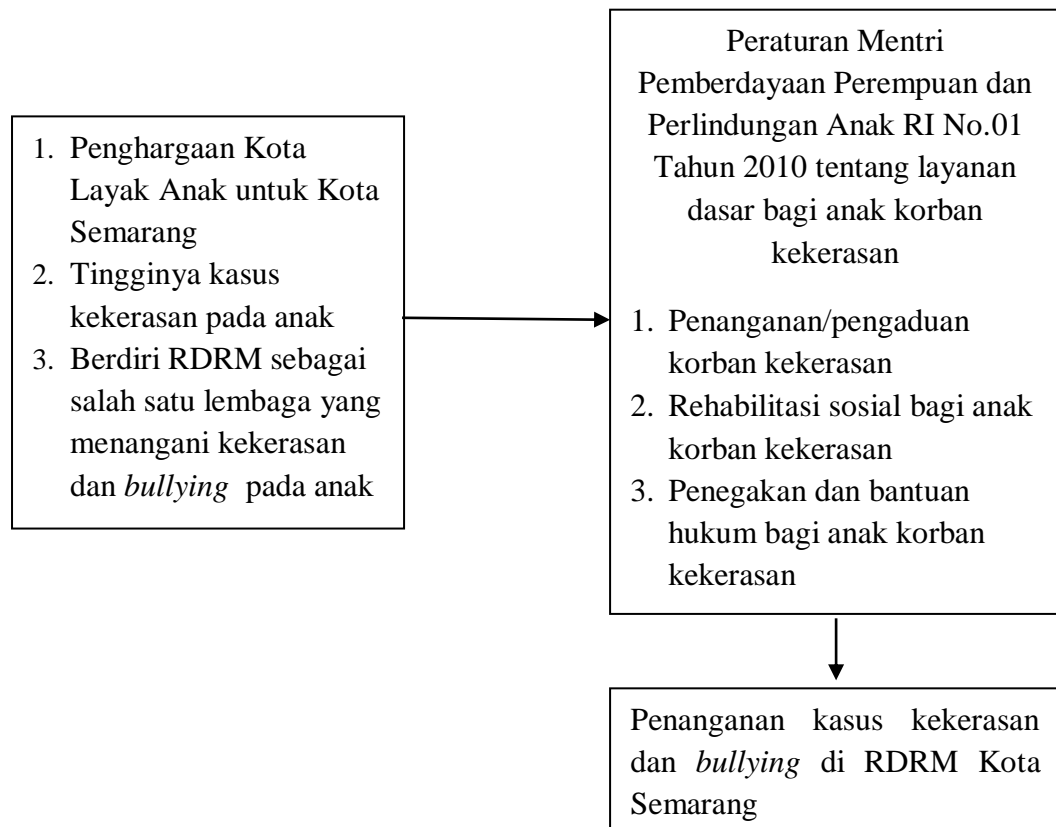 1. Penghargaan Kota
Layak Anak untuk Kota
Semarang
2. Tingginya kasus
kekerasan pada anak
3. Berdiri RDRM sebagai
salah satu lembaga yang
menangani kekerasan
dan bullying pada anak
Peraturan Mentri
Pemberdayaan Perempuan dan
Perlindungan Anak RI No.01
Tahun 2010 tentang layanan
dasar bagi anak korban
kekerasan
1. Penanganan/pengaduan
korban kekerasan
2. Rehabilitasi sosial bagi anak
korban kekerasan
3. Penegakan dan bantuan
hukum bagi anak korban
kekerasan
Penanganan kasus kekerasan
dan bullying di RDRM Kota
Semarang